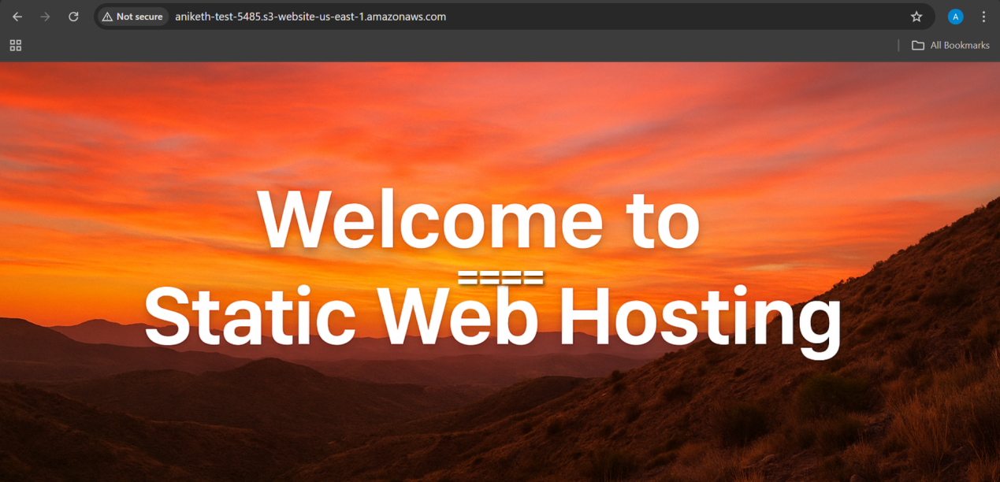 Not secure
aniketh-test-5485.s3-website-us-east-1.amazonaws.com
A
All Bookmarks
Welcome to
====
Static Web Hosting